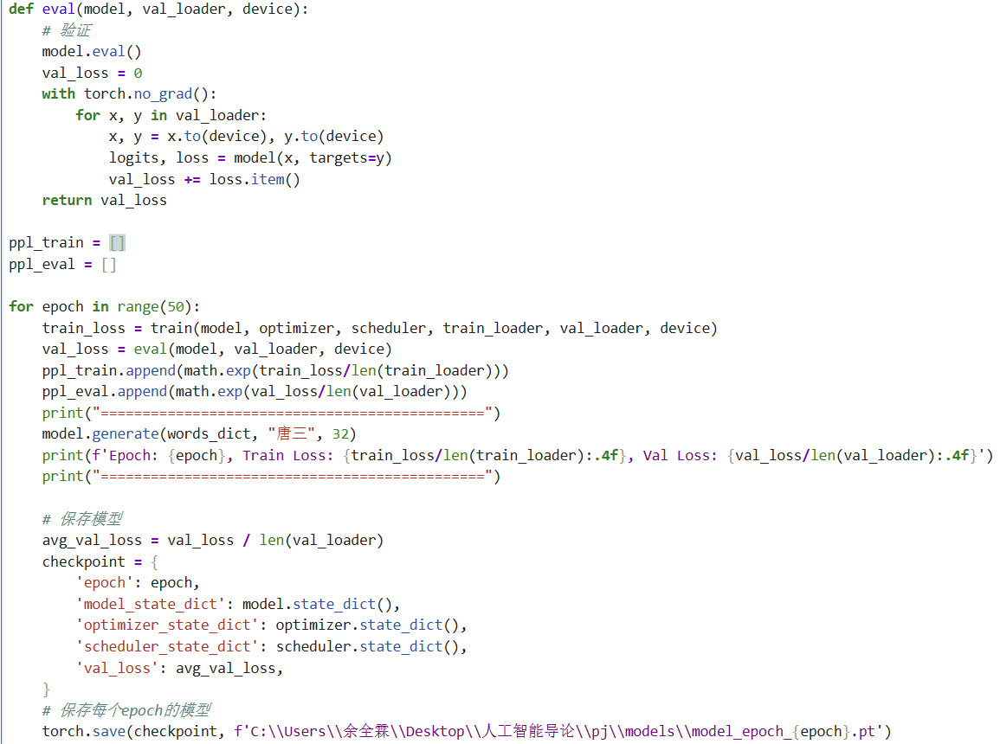 def eval(model, val_loader, device):
    # 验证
    model.eval()
    val_loss = 0
    with torch.no_grad():
        for x, y in val_loader:
            x, y = x.to(device), y.to(device)
            logits, loss = model(x, targets=y)
            val_loss += loss.item()
    return val_loss

ppl_train = []
ppl_eval = []

for epoch in range(50):
    train_loss = train(model, optimizer, scheduler, train_loader, val_loader, device)
    val_loss = eval(model, val_loader, device)
    ppl_train.append(math.exp(train_loss/len(train_loader)))
    ppl_eval.append(math.exp(val_loss/len(val_loader)))
    print("==============================================")
    model.generate(words_dict, "唐三", 32)
    print(f'Epoch: {epoch}, Train Loss: {train_loss/len(train_loader):.4f}, Val Loss: {val_loss/len(val_loader):.4f}')
    print("==============================================")

    # 保存模型
    avg_val_loss = val_loss / len(val_loader)
    checkpoint = {
        'epoch': epoch,
        'model_state_dict': model.state_dict(),
        'optimizer_state_dict': optimizer.state_dict(),
        'scheduler_state_dict': scheduler.state_dict(),
        'val_loss': avg_val_loss,
    }
    # 保存每个epoch的模型
    torch.save(checkpoint, f'C:\\Users\\余全霖\\Desktop\\人工智能导论\\pj\\models\\model_epoch_{epoch}.pt')